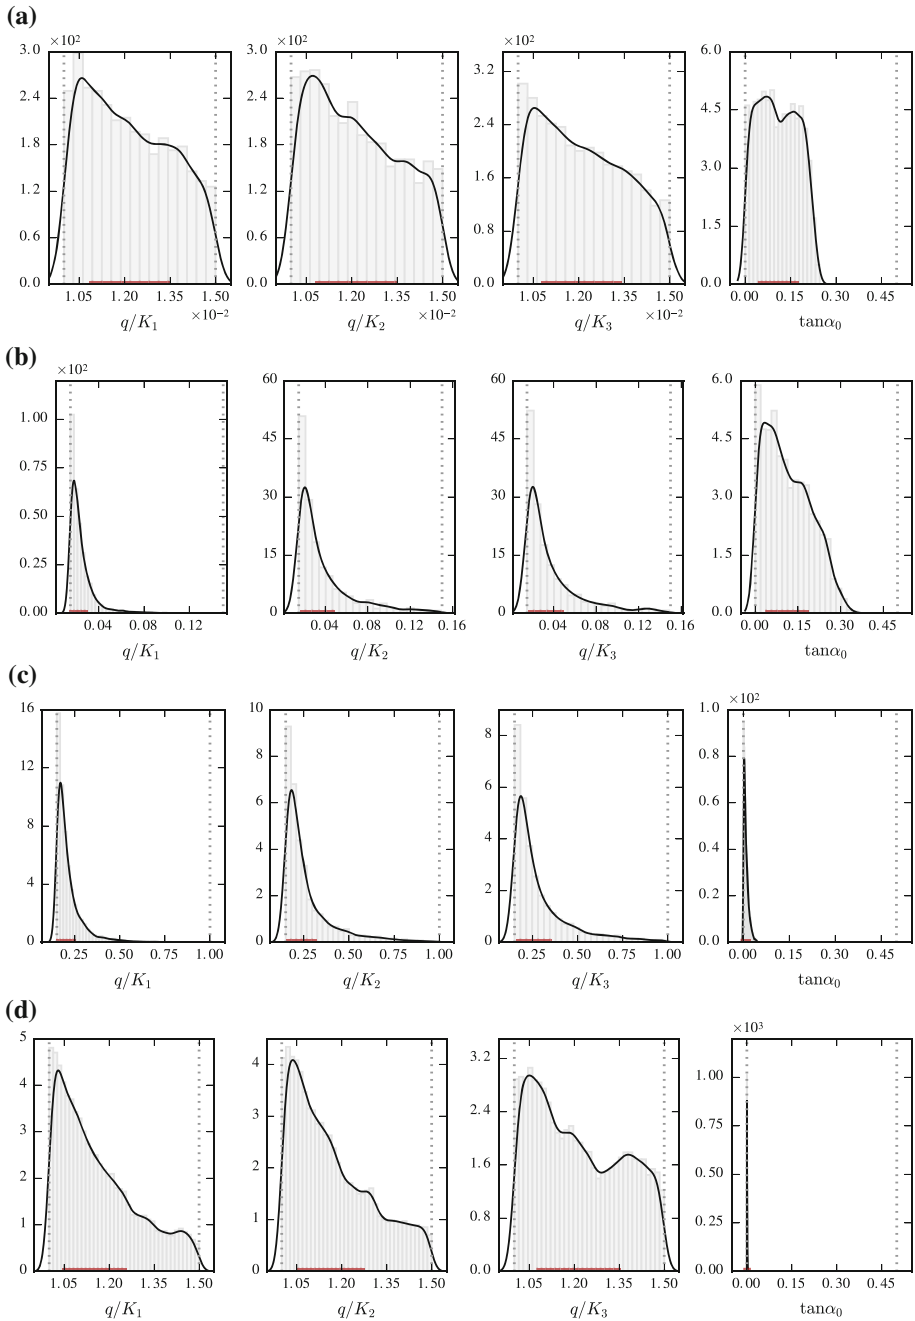 (a)
×10² ×10² ×10²
3.0 3.0 3.2 6.0
2.4 2.4 2.4 4.5
1.8 1.8 1.6 3.0
1.2 1.2 0.8 1.5
0.6 0.6
0.0 0.0 0.0 0.0
1.05 1.20 1.35 1.50 1.05 1.20 1.35 1.50 1.05 1.20 1.35 1.50 0.00 0.15 0.30 0.45
×10⁻² ×10⁻² ×10⁻²
q/K₁ q/K₂ q/K₃ tanα₀
(b)
×10²
1.00 60 60 6.0
0.75 45 45 4.5
0.50 30 30 3.0
0.25 15 15 1.5
0.00 0 0 0.0
0.04 0.08 0.12 0.04 0.08 0.12 0.16 0.04 0.08 0.12 0.16 0.00 0.15 0.30 0.45
q/K₁ q/K₂ q/K₃ tanα₀
(c)
×10²
16 10 8 1.0
12 8 6 0.8
8 6 4 0.6
4 4 2 0.4
0 2 0 0.2
0 0.0
0.25 0.50 0.75 1.00 0.25 0.50 0.75 1.00 0.25 0.50 0.75 1.00 0.00 0.15 0.30 0.45
q/K₁ q/K₂ q/K₃ tanα₀
(d)
×10³
5 4 3.2 1.00
4 3 2.4 0.75
3 2 1.6 0.50
2 1 0.8 0.25
1 0 0.0 0.00
0
1.05 1.20 1.35 1.50 1.05 1.20 1.35 1.50 1.05 1.20 1.35 1.50 0.00 0.15 0.30 0.45
q/K₁ q/K₂ q/K₃ tanα₀